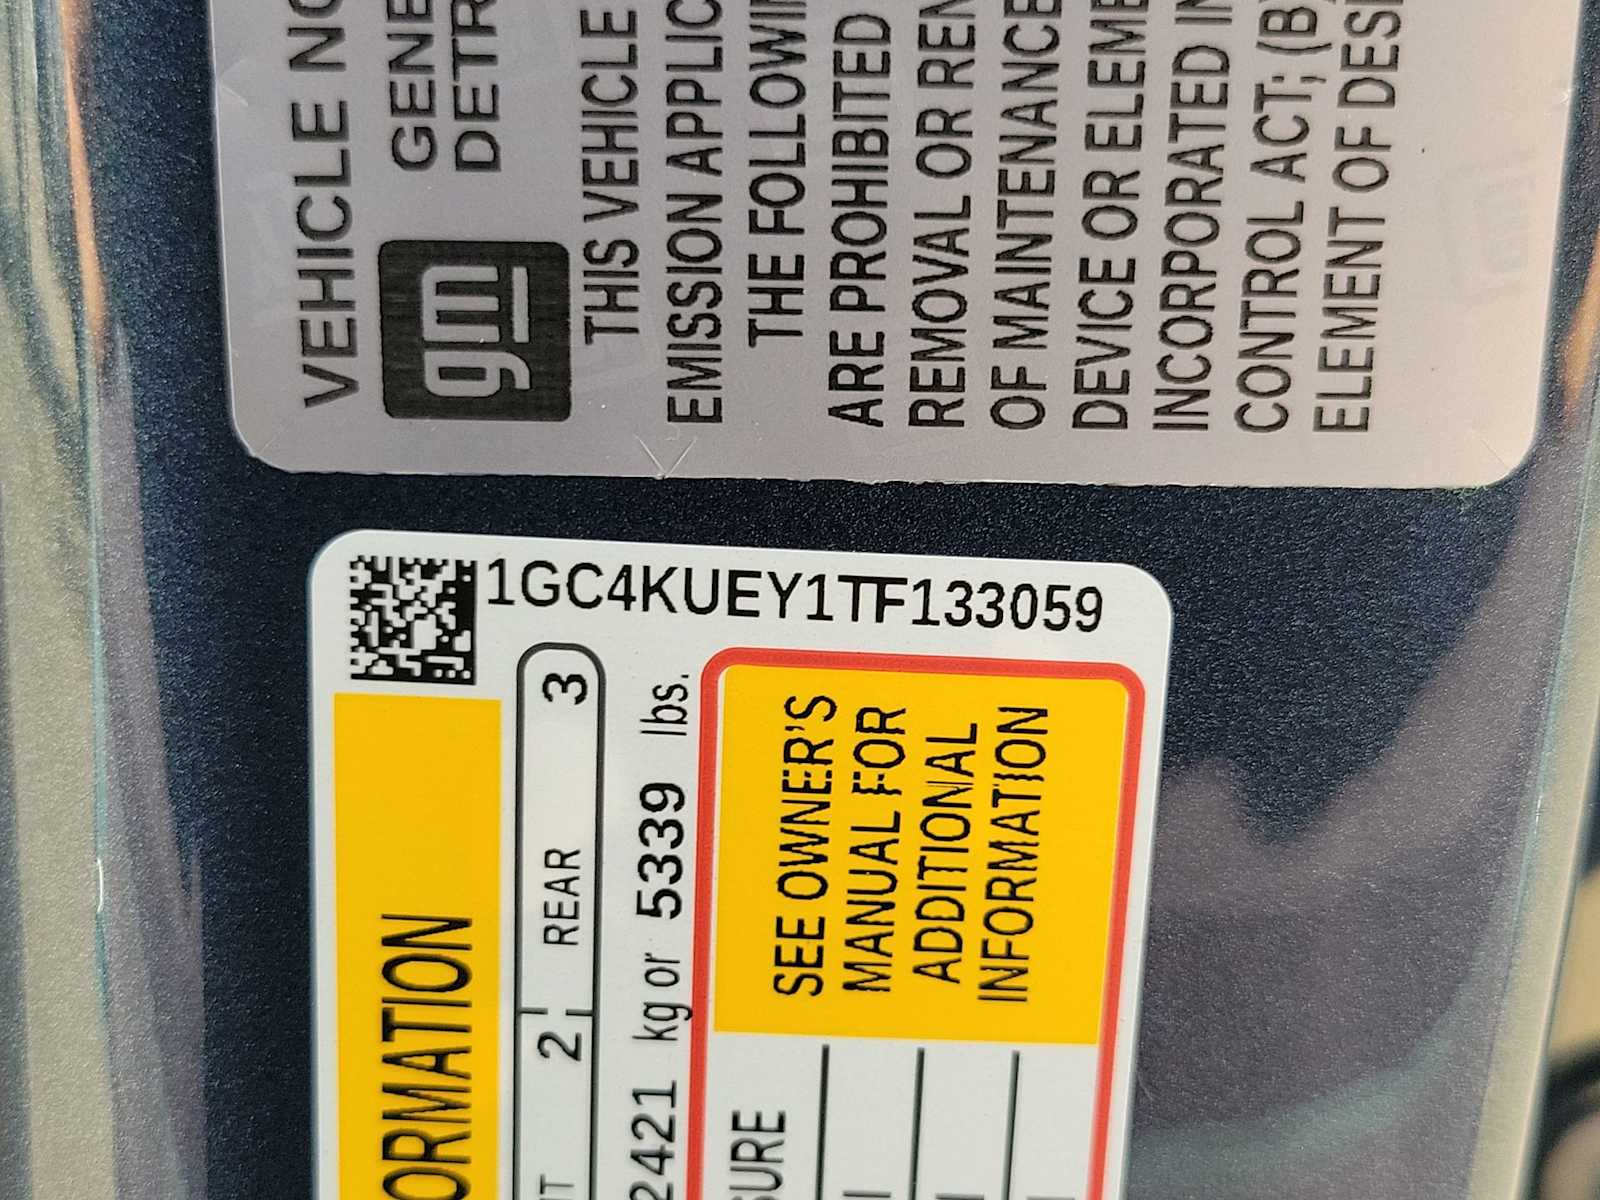 VEHICLE NO
gm
GENE
DETR
THIS VEHICLE
EMISSION APPLIC
THE FOLLOWIN
ARE PROHIBITED
REMOVAL OR REN
OF MAINTENANCE
DEVICE OR ELEME
INCORPORATED IN
CONTROL ACT; (B)
ELEMENT OF DESI
1GC4KUEY1TF133059
ORMATION
NT 2 REAR 3
2421 kg or 5339 lbs.
SURE
SEE OWNER'S
MANUAL FOR
ADDITIONAL
INFORMATION